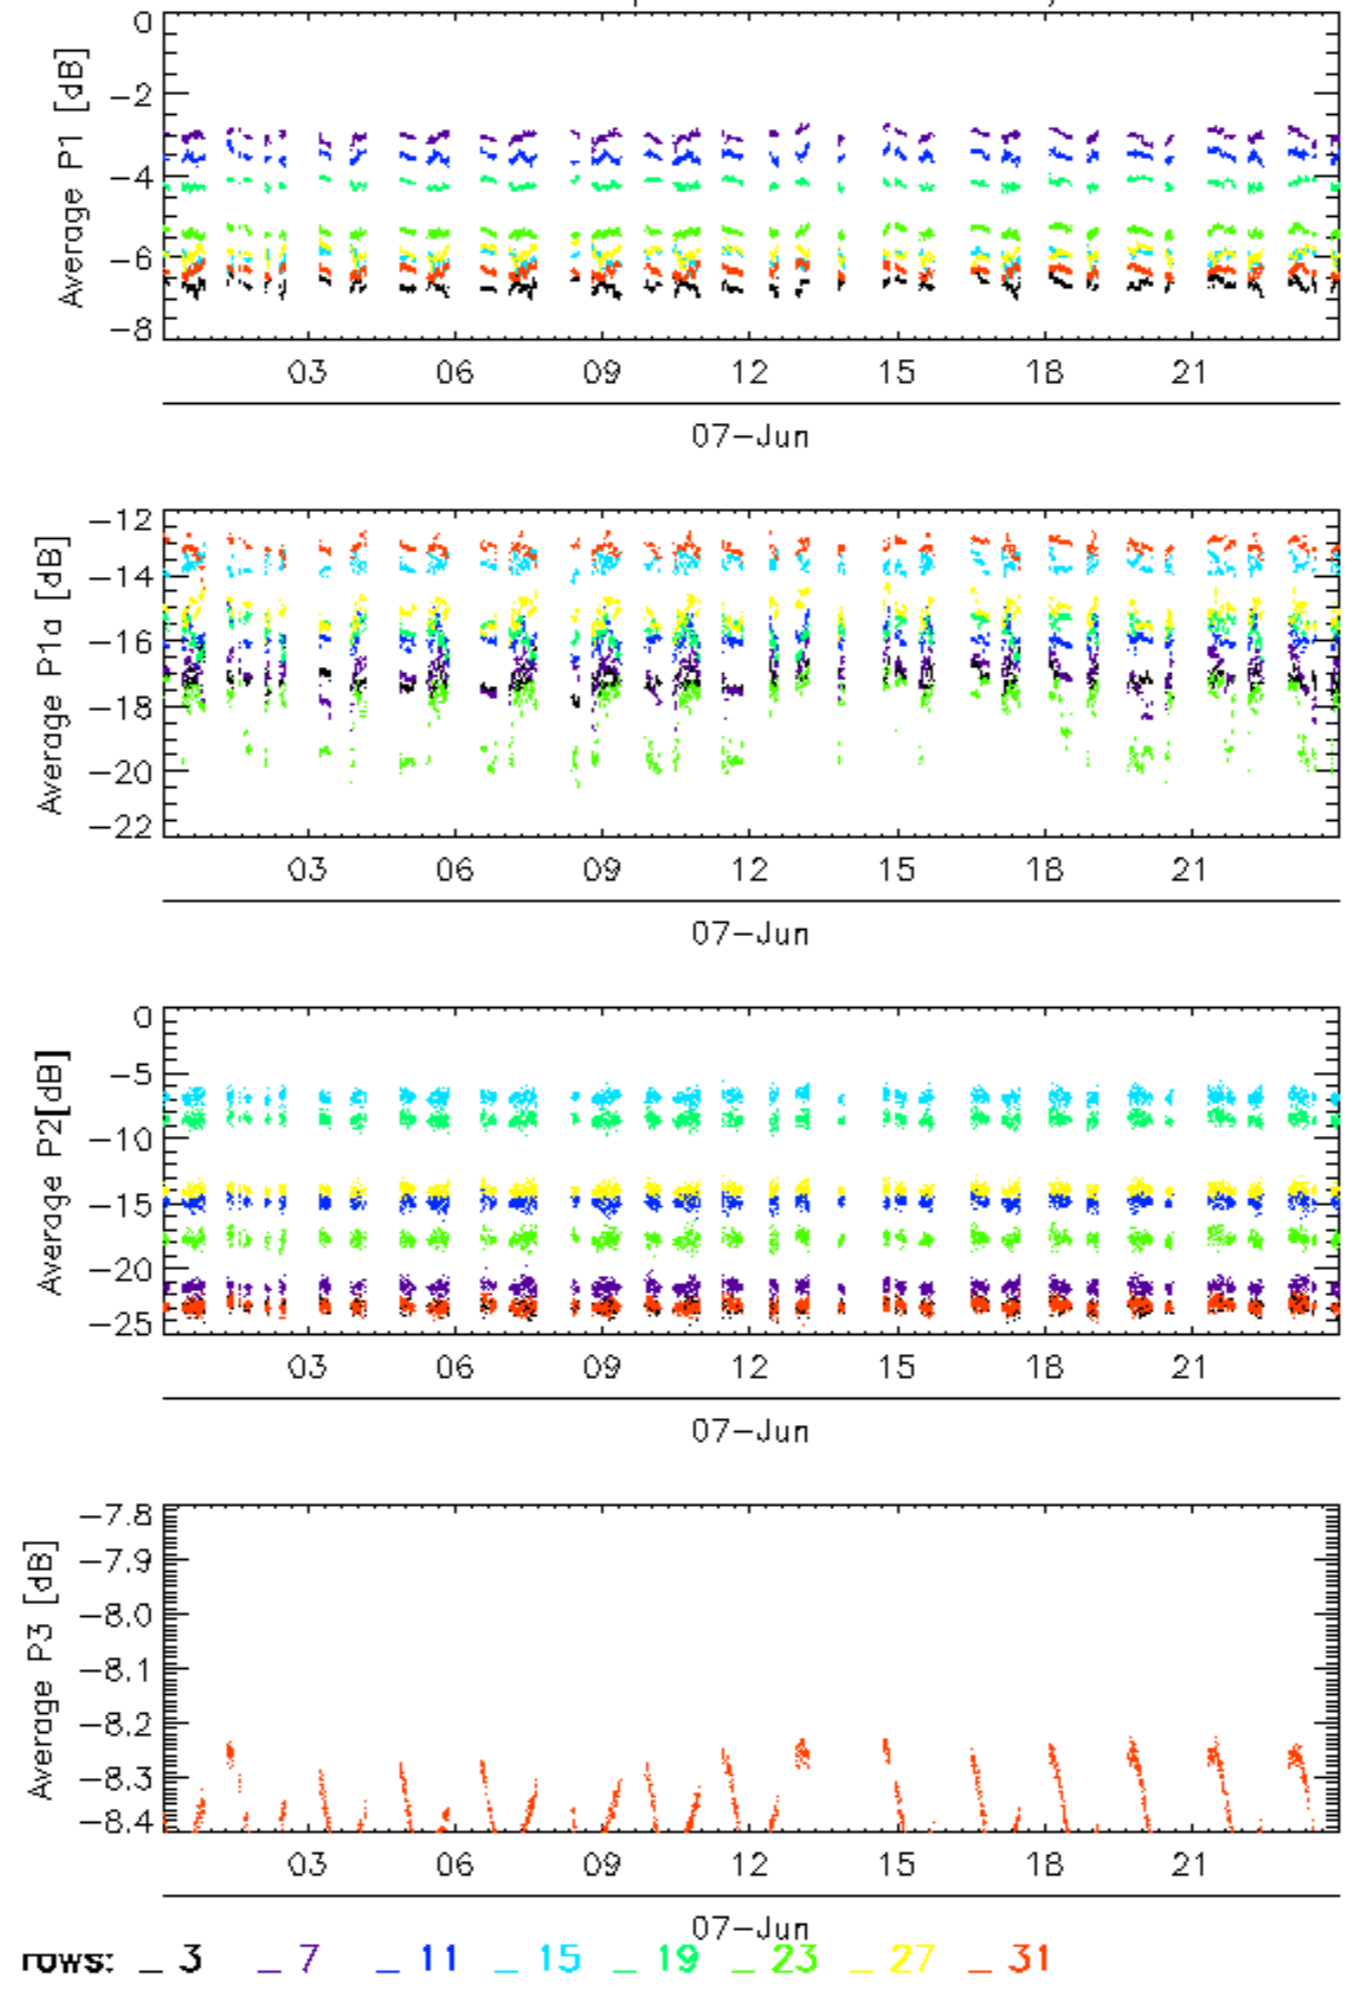 0
-2
-4
-6
-8
Average P1 [dB]
03 06 09 12 15 18 21
07-Jun
-12
-14
-16
-18
-20
-22
Average P1a [dB]
03 06 09 12 15 18 21
07-Jun
0
-5
-10
-15
-20
-25
Average P2[dB]
03 06 09 12 15 18 21
07-Jun
-7.8
-7.9
-8.0
-8.1
-8.2
-8.3
-8.4
Average P3 [dB]
03 06 09 12 15 18 21
07-Jun
rows: _ 3 _ 7 _ 11 _ 15 _ 19 _ 23 _ 27 _ 31